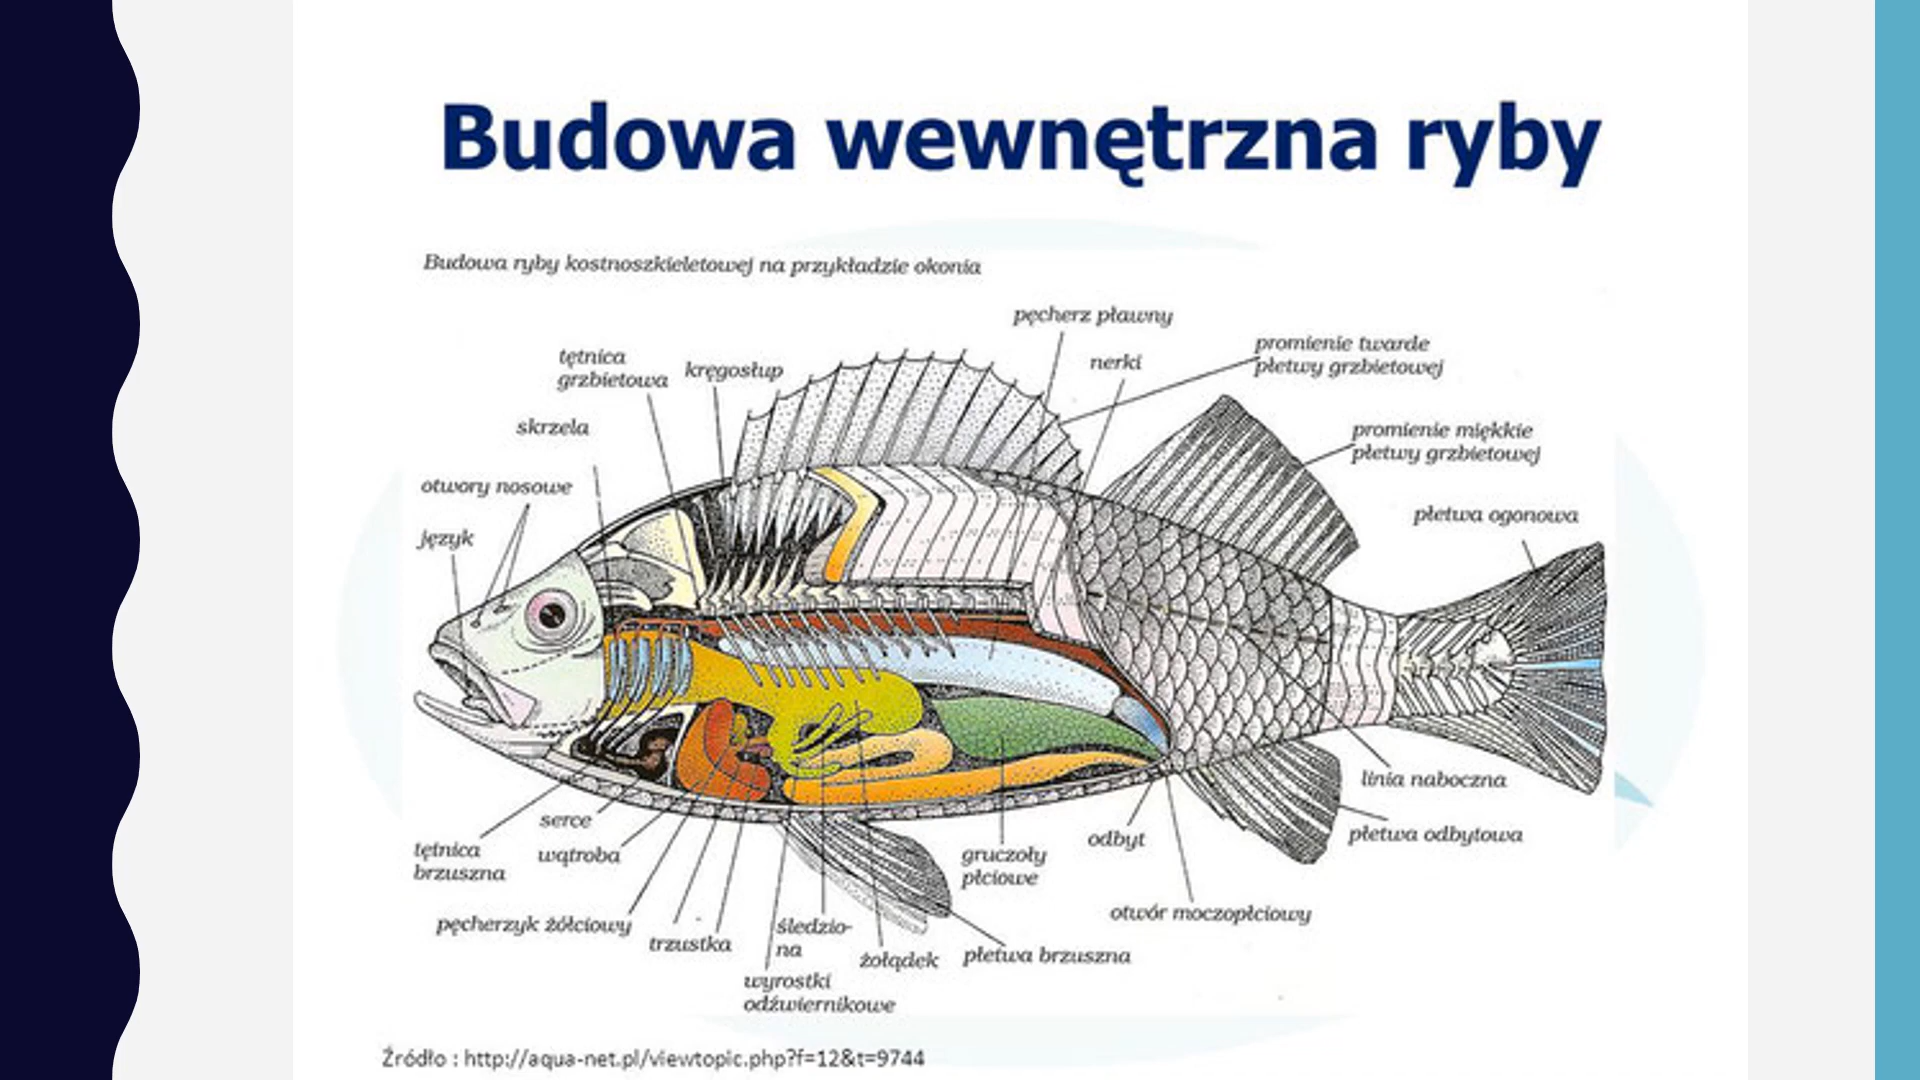 Budowa wewnętrzna ryby
Budowa ryby kostnoszkieletowej na przykładzie okonia
pęcherz pławny
promienie twarde
płetwy grzbietowej
tętnica
grzbietowa
kręgosłup
nerki
skrzela
promienie miękkie
płetwy grzbietowej
otwory nosowe
płetwa ogonowa
język
linia naboczna
serce
płetwa odbytowa
tętnica
brzuszna
wątroba
gruczoły
płciowe
odbyt
otwór moczopłciowy
pęcherzyk żółciowy
trzustka
śledzio-
na
żołądek
płetwa brzuszna
wyrostki
odźwiernikowe
Źródło : http://aqua-net.pl/viewtopic.php?f=12&t=9744